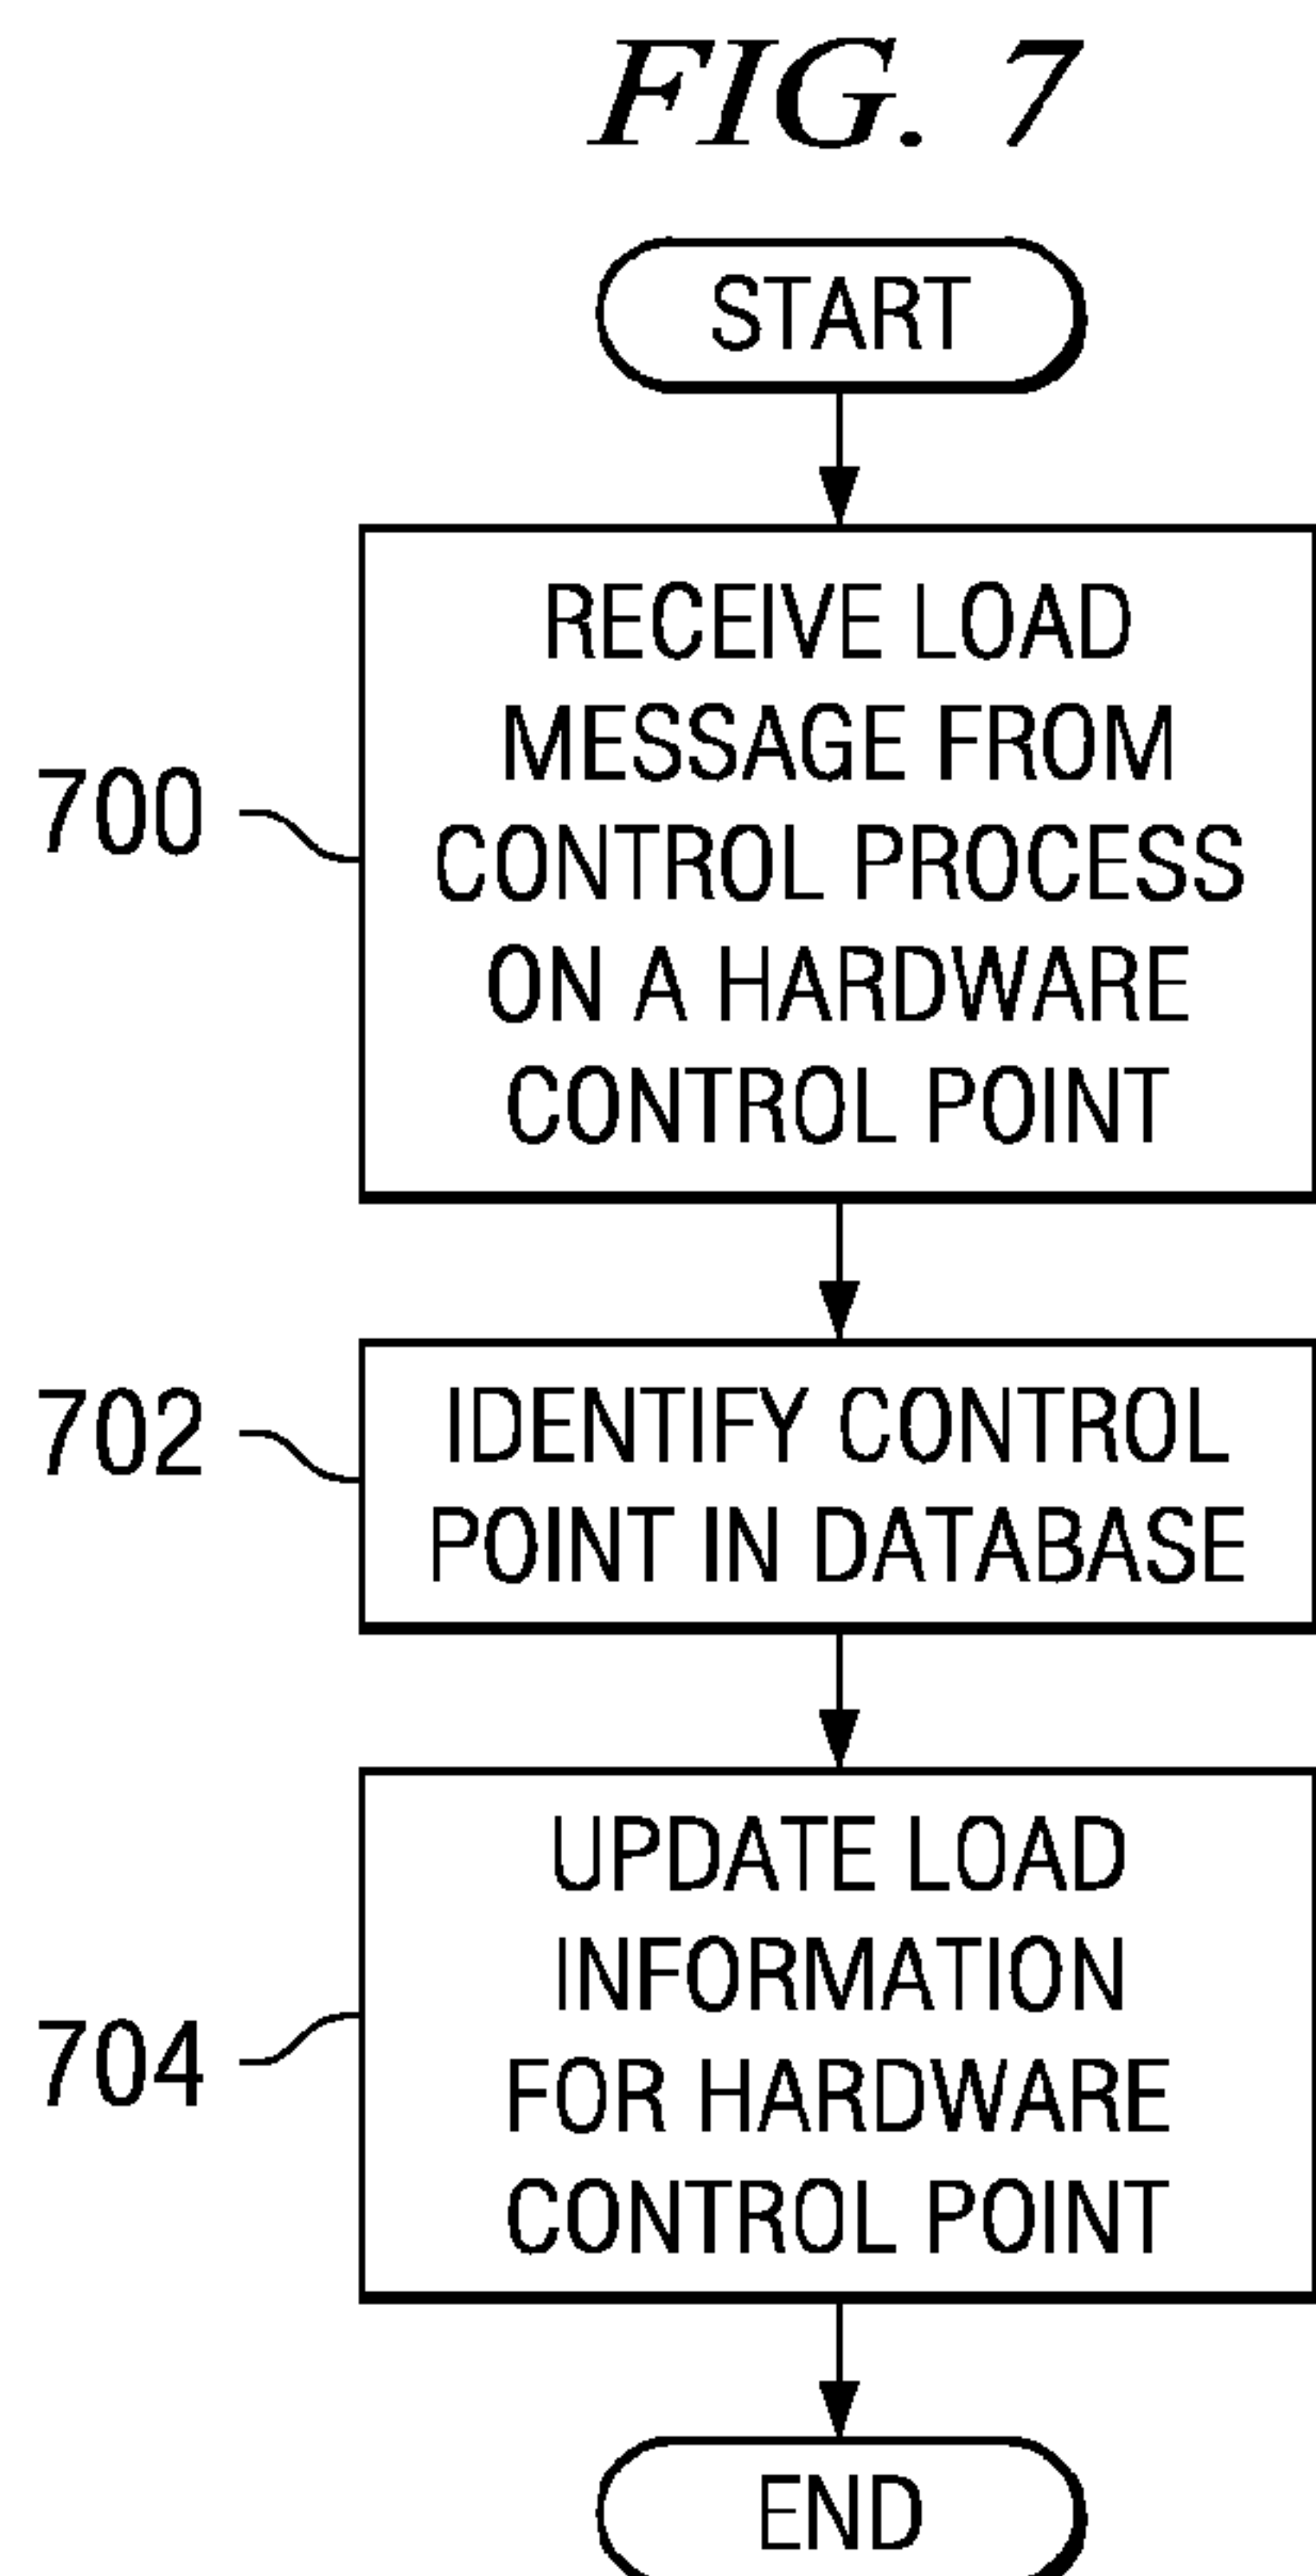 FIG. 7
START
700
RECEIVE LOAD
MESSAGE FROM
CONTROL PROCESS
ON A HARDWARE
CONTROL POINT
702
IDENTIFY CONTROL
POINT IN DATABASE
704
UPDATE LOAD
INFORMATION
FOR HARDWARE
CONTROL POINT
END